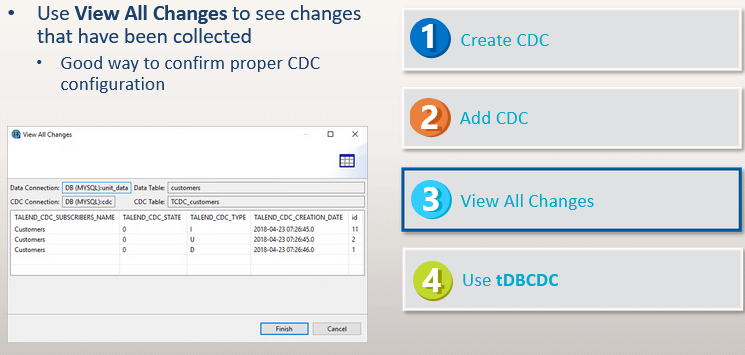 • Use View All Changes to see changes
that have been collected
• Good way to confirm proper CDC
configuration
View All Changes
Data Connection: DB (MYSQL):unit_data Data Table: customers
CDC Connection: DB (MYSQL):cdc CDC Table: TCDC_customers
TALEND_CDC_SUBSCRIBERS_NAME TALEND_CDC_STATE TALEND_CDC_TYPE TALEND_CDC_CREATION_DATE id
Customers 0 I 2018-04-23 07:26:45.0 11
Customers 0 U 2018-04-23 07:26:46.0 2
Customers 0 D 2018-04-23 07:26:46.0 1
Finish Cancel
1 Create CDC
2 Add CDC
3 View All Changes
4 Use tDBCDC